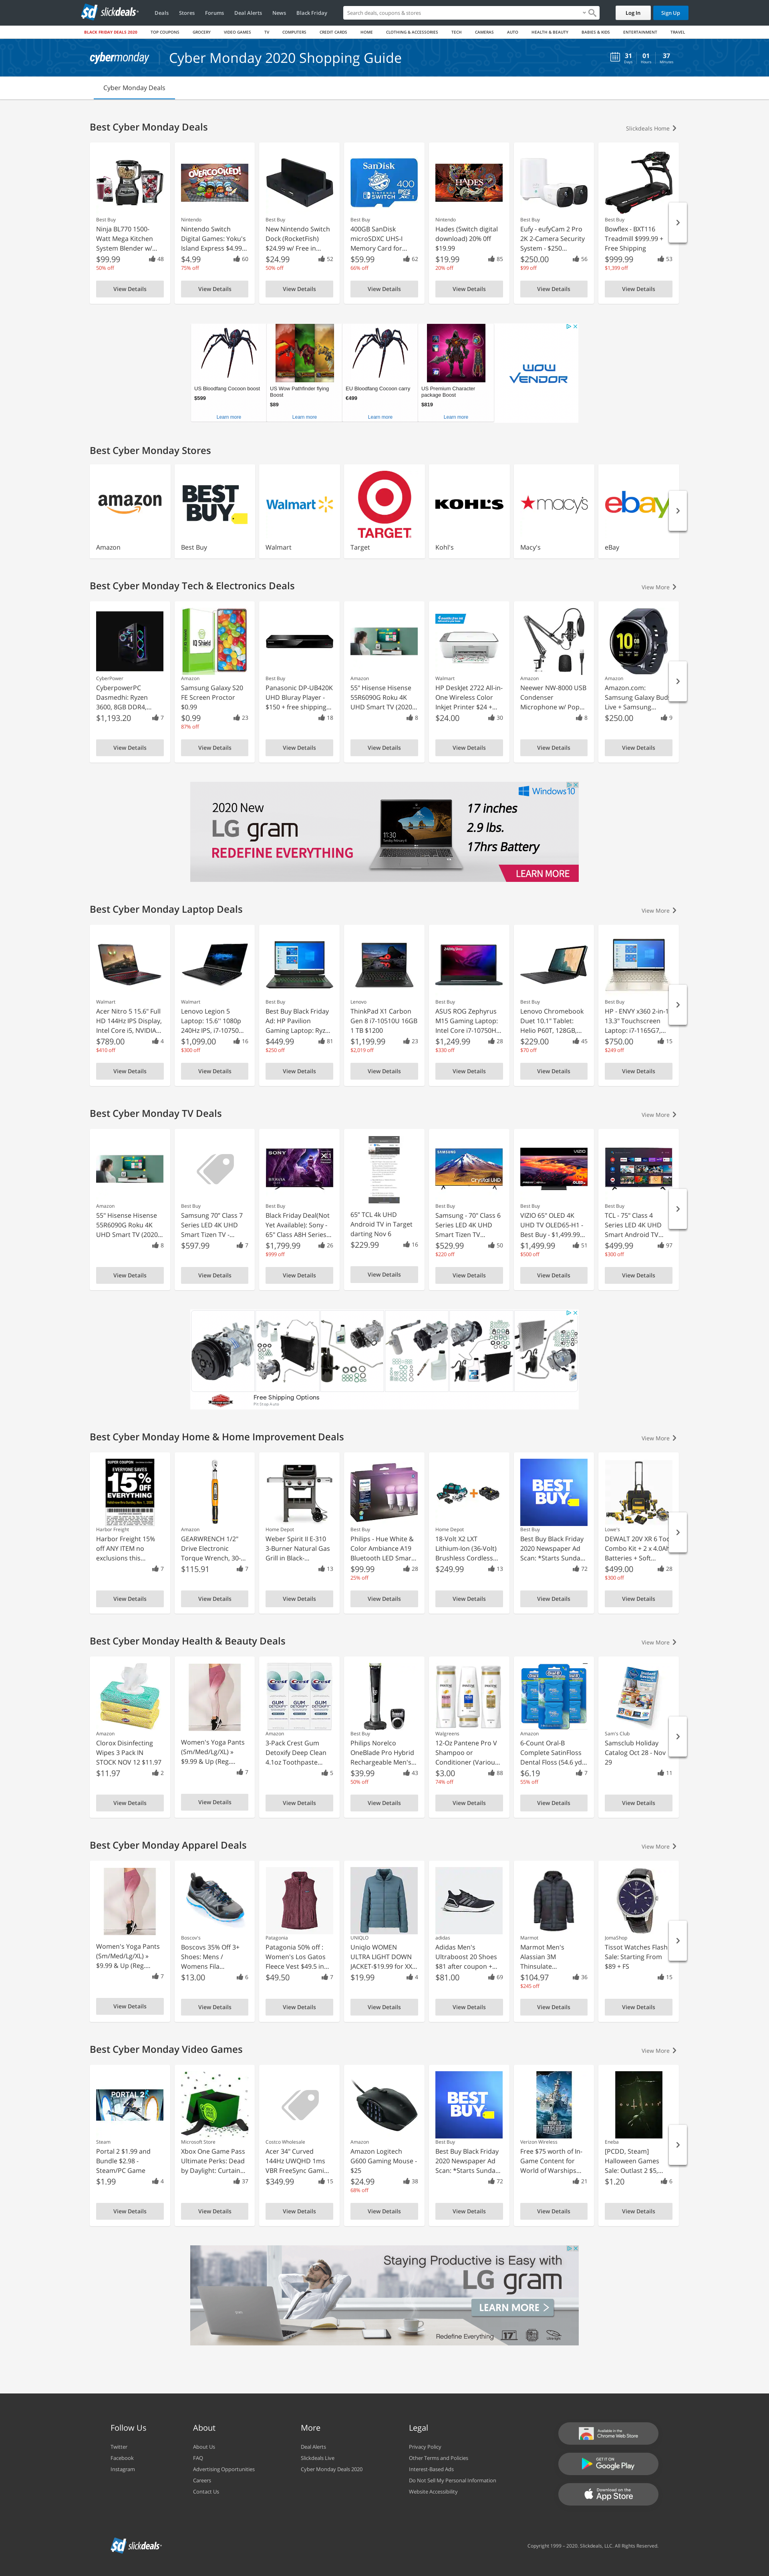 slickdeals
Deals
Stores
Forums
Deal Alerts
News
Black Friday
Search deals, coupons & stores
Log In
Sign Up
BLACK FRIDAY DEALS 2020
TOP COUPONS
GROCERY
VIDEO GAMES
TV
COMPUTERS
CREDIT CARDS
HOME
CLOTHING & ACCESSORIES
TECH
CAMERAS
AUTO
HEALTH & BEAUTY
BABIES & KIDS
ENTERTAINMENT
TRAVEL
cybermonday
Cyber Monday 2020 Shopping Guide
31 Days
01 Hours
37 Minutes
Cyber Monday Deals
Best Cyber Monday Deals
Slickdeals Home
Best Buy
Ninja BL770 1500-
Watt Mega Kitchen
System Blender w/...
$99.99
48
50% off
View Details
Nintendo
Nintendo Switch
Digital Games: Yoku's
Island Express $4.99...
$4.99
60
75% off
View Details
Best Buy
New Nintendo Switch
Dock (RocketFish)
$24.99 w/ Free in...
$24.99
52
50% off
View Details
SanDisk
400
Best Buy
400GB SanDisk
microSDXC UHS-I
Memory Card for...
$59.99
62
66% off
View Details
HADES
Nintendo
Hades (Switch digital
download) 20% 0ff
$19.99
$19.99
85
20% off
View Details
Best Buy
Eufy - eufyCam 2 Pro
2K 2-Camera Security
System - $250...
$250.00
56
$99 off
View Details
Best Buy
Bowflex - BXT116
Treadmill $999.99 +
Free Shipping
$999.99
53
$1,399 off
View Details
US Bloodfang Cocoon boost
$599
Learn more
US Wow Pathfinder flying
Boost
$89
Learn more
EU Bloodfang Cocoon carry
€499
Learn more
US Premium Character
package Boost
$819
Learn more
WOW
VENDOR
Best Cyber Monday Stores
amazon
Amazon
BEST
BUY
Best Buy
Walmart
Walmart
TARGET
Target
KOHL'S
Kohl's
macy's
Macy's
ebay
eBay
Best Cyber Monday Tech & Electronics Deals
View More
CyberPower
CyberpowerPC
Dasmedhi: Ryzen
3600, 8GB DDR4,...
$1,193.20
7
View Details
IQ Shield
Amazon
Samsung Galaxy S20
FE Screen Proctor
$0.99
$0.99
23
87% off
View Details
Best Buy
Panasonic DP-UB420K
UHD Bluray Player -
$150 + free shipping...
18
View Details
Amazon
55" Hisense Hisense
55R6090G Roku 4K
UHD Smart TV (2020...
8
View Details
Walmart
HP DeskJet 2722 All-in-
One Wireless Color
Inkjet Printer $24 +...
$24.00
30
View Details
Amazon
Neewer NW-8000 USB
Condenser
Microphone w/ Pop...
8
View Details
Amazon
Amazon.com:
Samsung Galaxy Buds
Live + Samsung...
$250.00
9
View Details
Windows 10
2020 New
LG gram
REDEFINE EVERYTHING
17 inches
2.9 lbs.
17hrs Battery
LEARN MORE
Best Cyber Monday Laptop Deals
View More
Walmart
Acer Nitro 5 15.6" Full
HD 144Hz IPS Display,
Intel Core i5, NVIDIA...
$789.00
4
$410 off
View Details
Walmart
Lenovo Legion 5
Laptop: 15.6'' 1080p
240Hz IPS, i7-10750...
$1,099.00
16
$300 off
View Details
Best Buy
Best Buy Black Friday
Ad: HP Pavilion
Gaming Laptop: Ryz...
$449.99
81
$250 off
View Details
Lenovo
ThinkPad X1 Carbon
Gen 8 i7-10510U 16GB
1 TB $1200
$1,199.99
23
$2,019 off
View Details
Best Buy
ASUS ROG Zephyrus
M15 Gaming Laptop:
Intel Core i7-10750H...
$1,249.99
28
$330 off
View Details
Best Buy
Lenovo Chromebook
Duet 10.1" Tablet:
Helio P60T, 128GB,...
$229.00
45
$70 off
View Details
Best Buy
HP - ENVY x360 2-in-1
13.3" Touchscreen
Laptop: i7-1165G7,...
$750.00
15
$249 off
View Details
Best Cyber Monday TV Deals
View More
Amazon
55" Hisense Hisense
55R6090G Roku 4K
UHD Smart TV (2020...
8
View Details
Best Buy
Samsung 70" Class 7
Series LED 4K UHD
Smart Tizen TV -...
$597.99
7
View Details
SONY
Best Buy
Black Friday Deal(Not
Yet Available): Sony -
65" Class A8H Series...
$1,799.99
26
$999 off
View Details
65" TCL 4k UHD
Android TV in Target
darting Nov 6
$229.99
16
View Details
SAMSUNG
Crystal UHD
Best Buy
Samsung - 70" Class 6
Series LED 4K UHD
Smart Tizen TV...
$529.99
50
$220 off
View Details
VIZIO
OLED
Best Buy
VIZIO 65" OLED 4K
UHD TV OLED65-H1 -
Best Buy - $1,499.99...
$1,499.99
51
$500 off
View Details
Best Buy
TCL - 75" Class 4
Series LED 4K UHD
Smart Android TV...
$499.99
97
$300 off
View Details
Free Shipping Options
Best Cyber Monday Home & Home Improvement Deals
View More
SUPER COUPON
EVERYONE SAVES
15%
OFF
EVERYTHING
Harbor Freight
Harbor Freight 15%
off ANY ITEM no
exclusions this...
7
View Details
Amazon
GEARWRENCH 1/2"
Drive Electronic
Torque Wrench, 30-...
$115.91
7
View Details
Home Depot
Weber Spirit II E-310
3-Burner Natural Gas
Grill in Black-...
13
View Details
Best Buy
Philips - Hue White &
Color Ambiance A19
Bluetooth LED Smar...
$99.99
28
25% off
View Details
Home Depot
18-Volt X2 LXT
Lithium-Ion (36-Volt)
Brushless Cordless...
$249.99
13
View Details
BEST
BUY
Best Buy
Best Buy Black Friday
2020 Newspaper Ad
Scan: *Starts Sunda...
72
View Details
Lowe's
DEWALT 20V XR 6 Tool
Combo Kit + 2 x 4.0Ah
Batteries + Soft...
$499.00
28
$300 off
View Details
Best Cyber Monday Health & Beauty Deals
View More
Amazon
Clorox Disinfecting
Wipes 3 Pack IN
STOCK NOV 12 $11.97
$11.97
2
View Details
Women's Yoga Pants
(Sm/Med/Lg/XL) »
$9.99 & Up (Reg....
7
View Details
Crest
Crest
Crest
Amazon
3-Pack Crest Gum
Detoxify Deep Clean
4.1oz Toothpaste...
5
View Details
Best Buy
Philips Norelco
OneBlade Pro Hybrid
Rechargeable Men's...
$39.99
43
50% off
View Details
Walgreens
12-Oz Pantene Pro V
Shampoo or
Conditioner (Variou...
$3.00
88
74% off
View Details
Amazon
6-Count Oral-B
Complete SatinFloss
Dental Floss (54.6 yd...
$6.19
7
55% off
View Details
Sam's Club
Samsclub Holiday
Catalog Oct 28 - Nov
29
11
View Details
Best Cyber Monday Apparel Deals
View More
Women's Yoga Pants
(Sm/Med/Lg/XL) »
$9.99 & Up (Reg....
7
View Details
Boscov's
Boscovs 35% Off 3+
Shoes: Mens /
Womens Fila...
$13.00
6
View Details
Patagonia
Patagonia 50% off :
Women's Los Gatos
Fleece Vest $49.5 in...
$49.50
7
View Details
UNIQLO
Uniqlo WOMEN
ULTRA LIGHT DOWN
JACKET-$19.99 for XX...
$19.99
4
View Details
adidas
Adidas Men's
Ultraboost 20 Shoes
$81 after coupon +...
$81.00
69
View Details
Marmot
Marmot Men's
Alassian 3M
Thinsulate...
$104.97
36
$245 off
View Details
JomaShop
Tissot Watches Flash
Sale: Starting From
$89 + FS
15
View Details
Best Cyber Monday Video Games
View More
PORTAL 2
Steam
Portal 2 $1.99 and
Bundle $2.98 -
Steam/PC Game
$1.99
4
View Details
Microsoft Store
Xbox One Game Pass
Ultimate Perks: Dead
by Daylight: Curtain...
37
View Details
Costco Wholesale
Acer 34" Curved
144Hz UWQHD 1ms
VBR FreeSync Gami...
$349.99
15
View Details
Amazon
Amazon Logitech
G600 Gaming Mouse -
$25
$24.99
38
68% off
View Details
BEST
BUY
Best Buy
Best Buy Black Friday
2020 Newspaper Ad
Scan: *Starts Sunda...
72
View Details
Verizon Wireless
Free $75 worth of In-
Game Content for
World of Warships...
21
View Details
Eneba
[PCDD, Steam]
Halloween Games
Sale: Outlast 2 $5,...
$1.20
6
View Details
Staying Productive is Easy with
LG gram
LEARN MORE >
Redefine Everything
17"
Follow Us
Twitter
Facebook
Instagram
About
About Us
FAQ
Advertising Opportunities
Careers
Contact Us
More
Deal Alerts
Slickdeals Live
Cyber Monday Deals 2020
Legal
Privacy Policy
Other Terms and Policies
Interest-Based Ads
Do Not Sell My Personal Information
Website Accessibility
Available in the
Chrome Web Store
GET IT ON
Google Play
Download on the
App Store
slickdeals
Copyright 1999 – 2020. Slickdeals, LLC. All Rights Reserved.